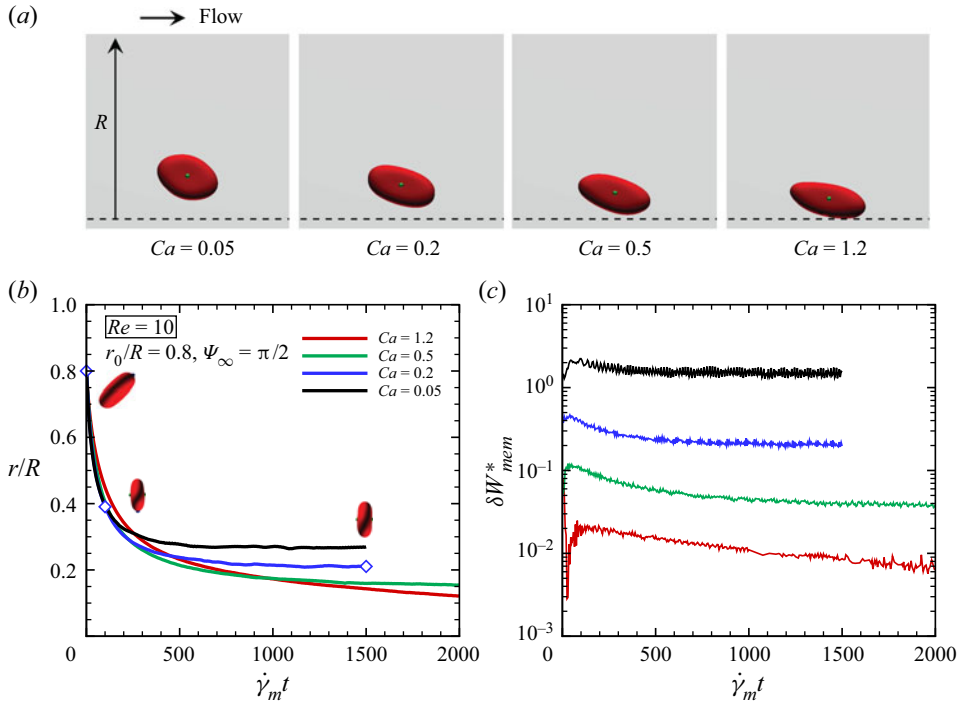 (a)
Flow
R
Ca = 0.05
Ca = 0.2
Ca = 0.5
Ca = 1.2
(b)
1.0
0.8
0.6
0.4
0.2
0
r/R
Re = 10
r₀/R = 0.8, Ψ∞ = π/2
Ca = 1.2
Ca = 0.5
Ca = 0.2
Ca = 0.05
0 500 1000 1500 2000
γ̇ₘt
(c)
10¹
10⁰
10⁻¹
10⁻²
10⁻³
δW*mem
0 500 1000 1500 2000
γ̇ₘt